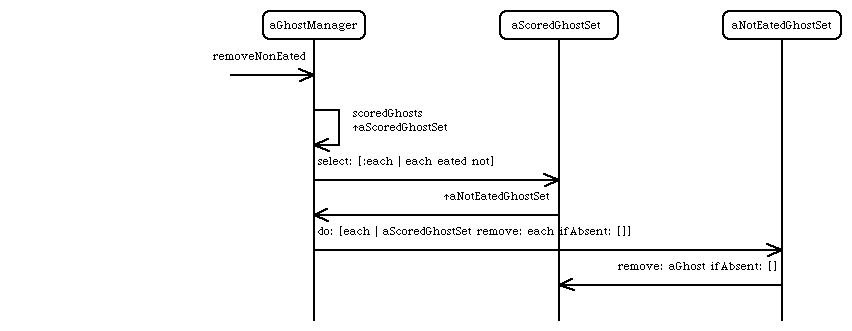 aGhostManager
aScoredGhostSet
aNotEatedGhostSet
removeNonEated
scoredGhosts
↑aScoredGhostSet
select: [:each | each eated not]
↑aNotEatedGhostSet
do: [each | aScoredGhostSet remove: each ifAbsent: []]
remove: aGhost ifAbsent: []